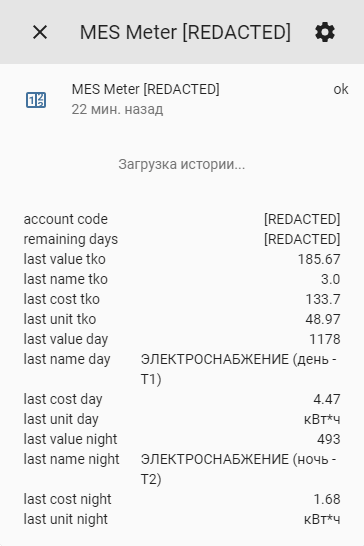 MES Meter [REDACTED]
MES Meter [REDACTED] ok
22 мин. назад
Загрузка истории...
account code [REDACTED]
remaining days [REDACTED]
last value tko 185.67
last name tko 3.0
last cost tko 133.7
last unit tko 48.97
last value day 1178
last name day ЭЛЕКТРОСНАБЖЕНИЕ (день -
T1)
last cost day 4.47
last unit day кВт*ч
last value night 493
last name night ЭЛЕКТРОСНАБЖЕНИЕ (ночь -
T2)
last cost night 1.68
last unit night кВт*ч